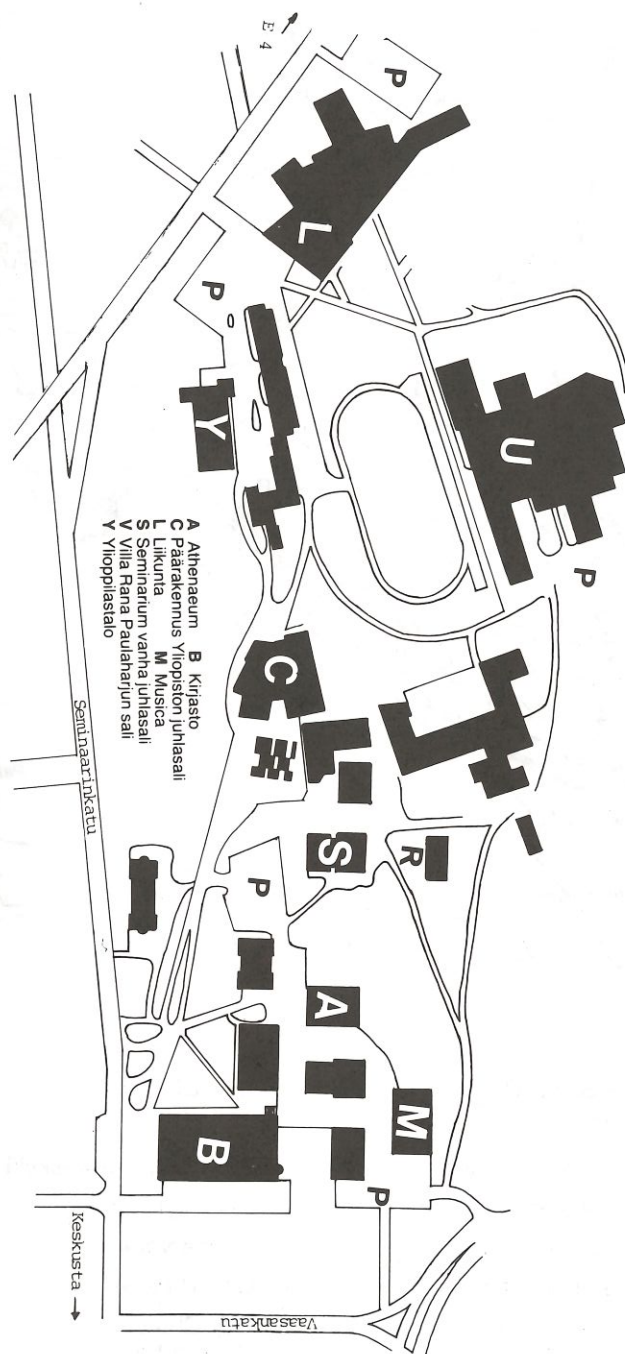 E 4
P
L
P
Y
U
P
A Athenaeum B Kirjasto
C Päärakennus Yliopiston juhlasali
L Liikunta M Musica
S Seminarium vanha juhlasali
V Villa Rana Paulaharjun sali
Y Ylioppilastalo
C
Seminaarinkatu
S
R
P
A
M
B
P
Keskusta
Vaasankatu